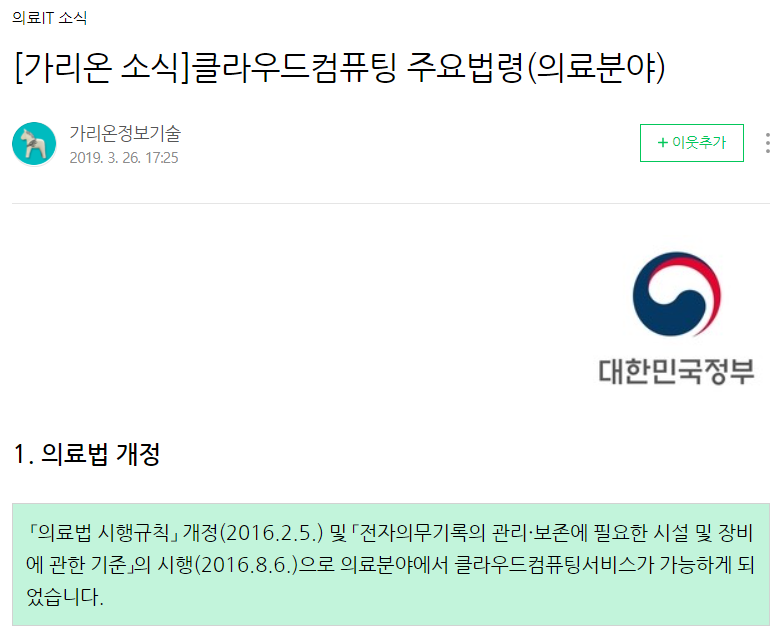 의료IT 소식
[가리온 소식]클라우드컴퓨팅 주요법령(의료분야)
가리온정보기술
2019. 3. 26. 17:25
+ 이웃추가
대한민국정부
1. 의료법 개정
「의료법 시행규칙」 개정(2016.2.5.) 및 「전자의무기록의 관리·보존에 필요한 시설 및 장비
에 관한 기준」의 시행(2016.8.6.)으로 의료분야에서 클라우드컴퓨팅서비스가 가능하게 되
었습니다.